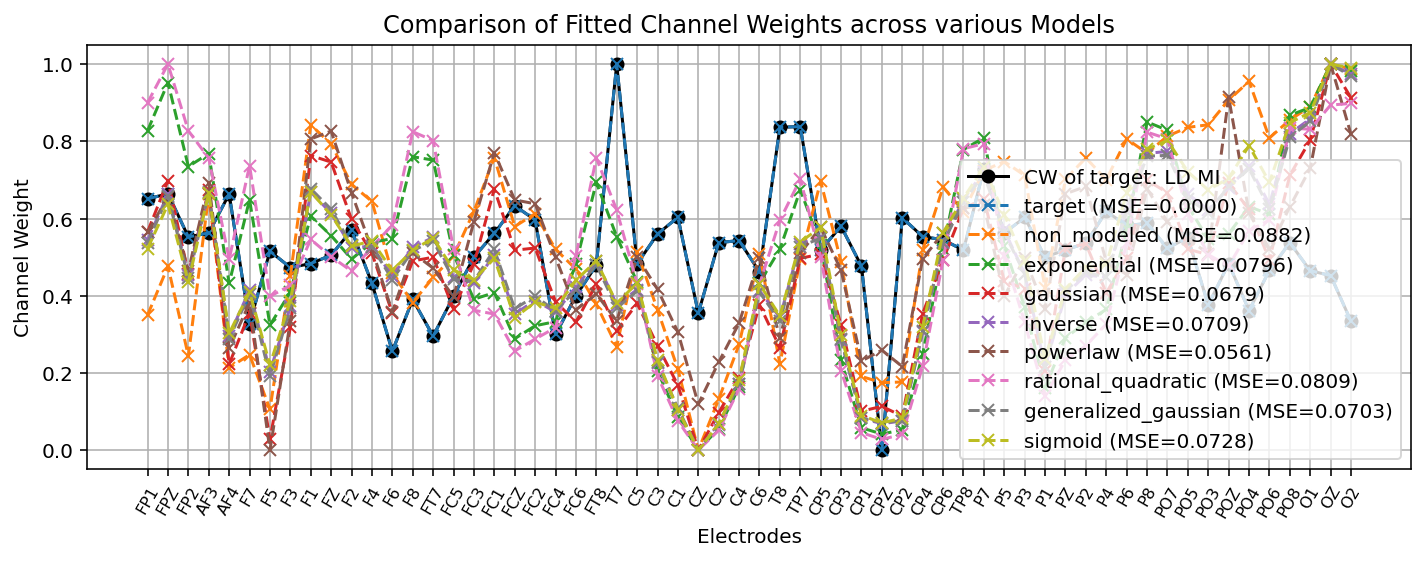 Comparison of Fitted Channel Weights across various Models
Channel Weight
1.0
0.8
0.6
0.4
0.2
0.0
CW of target: LD MI
target (MSE=0.0000)
non_modeled (MSE=0.0882)
exponential (MSE=0.0796)
gaussian (MSE=0.0679)
inverse (MSE=0.0709)
powerlaw (MSE=0.0561)
rational_quadratic (MSE=0.0809)
generalized_gaussian (MSE=0.0703)
sigmoid (MSE=0.0728)
FP1 FPZ FP2 AF3 AF4 F7 F5 F3 F1 FZ F2 F4 F6 F8 FT7 FC5 FC3 FC1 FCZ FC2 FC4 FC6 FT8 T7 C5 C3 C1 CZ C2 C4 C6 T8 TP7 CP5 CP3 CP1 CPZ CP2 CP4 CP6 TP8 P7 P5 P3 P1 PZ P2 P4 P6 P8 PO7 PO5 PO3 POZ PO4 PO6 PO8 O1 OZ O2
Electrodes